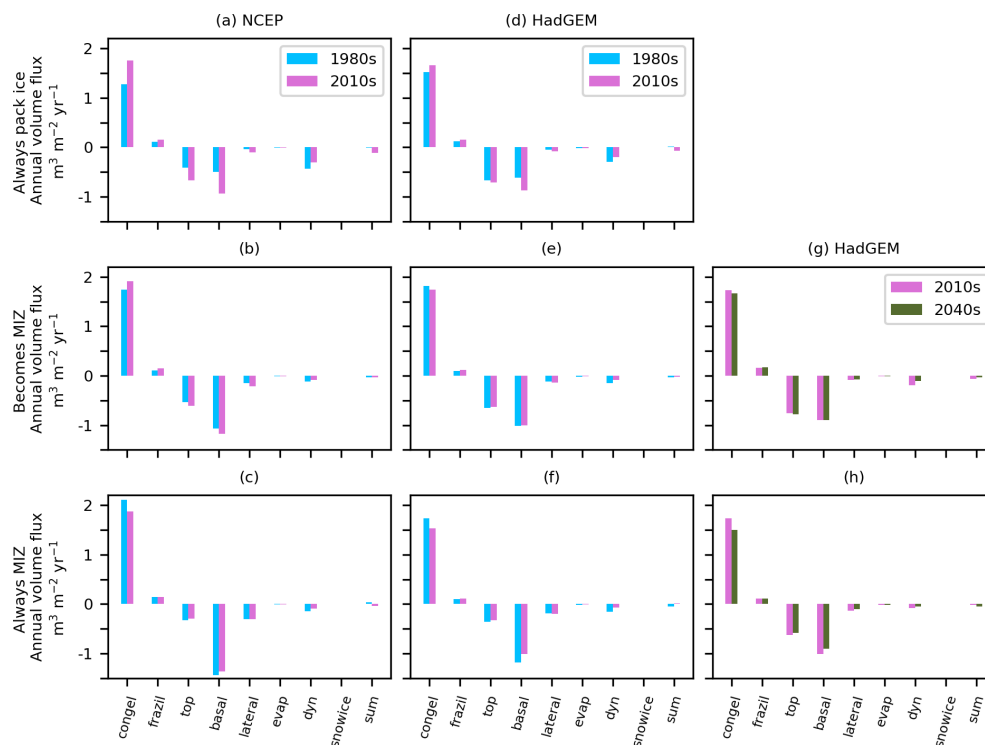 (a) NCEP
(d) HadGEM
Always pack ice
Annual volume flux
m³ m⁻² yr⁻¹
2
1
0
-1
1980s
2010s
1980s
2010s
(b)
(e)
(g) HadGEM
Becomes MIZ
Annual volume flux
m³ m⁻² yr⁻¹
2
1
0
-1
2010s
2040s
(c)
(f)
(h)
Always MIZ
Annual volume flux
m³ m⁻² yr⁻¹
2
1
0
-1
congel
frazil
top
basal
lateral
evap
dyn
snowice
sum
congel
frazil
top
basal
lateral
evap
dyn
snowice
sum
congel
frazil
top
basal
lateral
evap
dyn
snowice
sum